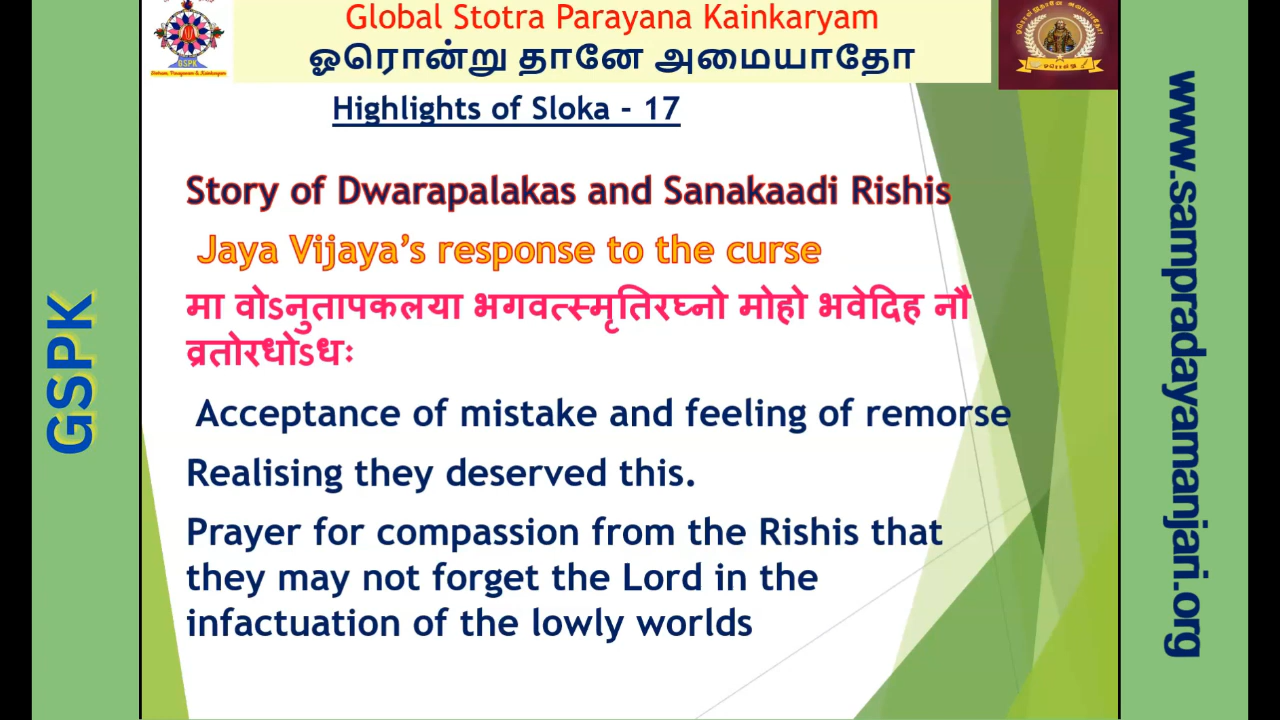 Global Stotra Parayana Kainkaryam
ஓரொன்று தானே அமையாதோ
Highlights of Sloka - 17
Story of Dwarapalakas and Sanakaadi Rishis
Jaya Vijaya’s response to the curse
मा वोऽनुतापकलया भगवत्स्मृतिरघ्नो मोहो भवेदिह नौ
व्रतोरधोऽधः
Acceptance of mistake and feeling of remorse
Realising they deserved this.
Prayer for compassion from the Rishis that
they may not forget the Lord in the
infactuation of the lowly worlds
GSPK
GSPK
www.sampradayamanjari.org